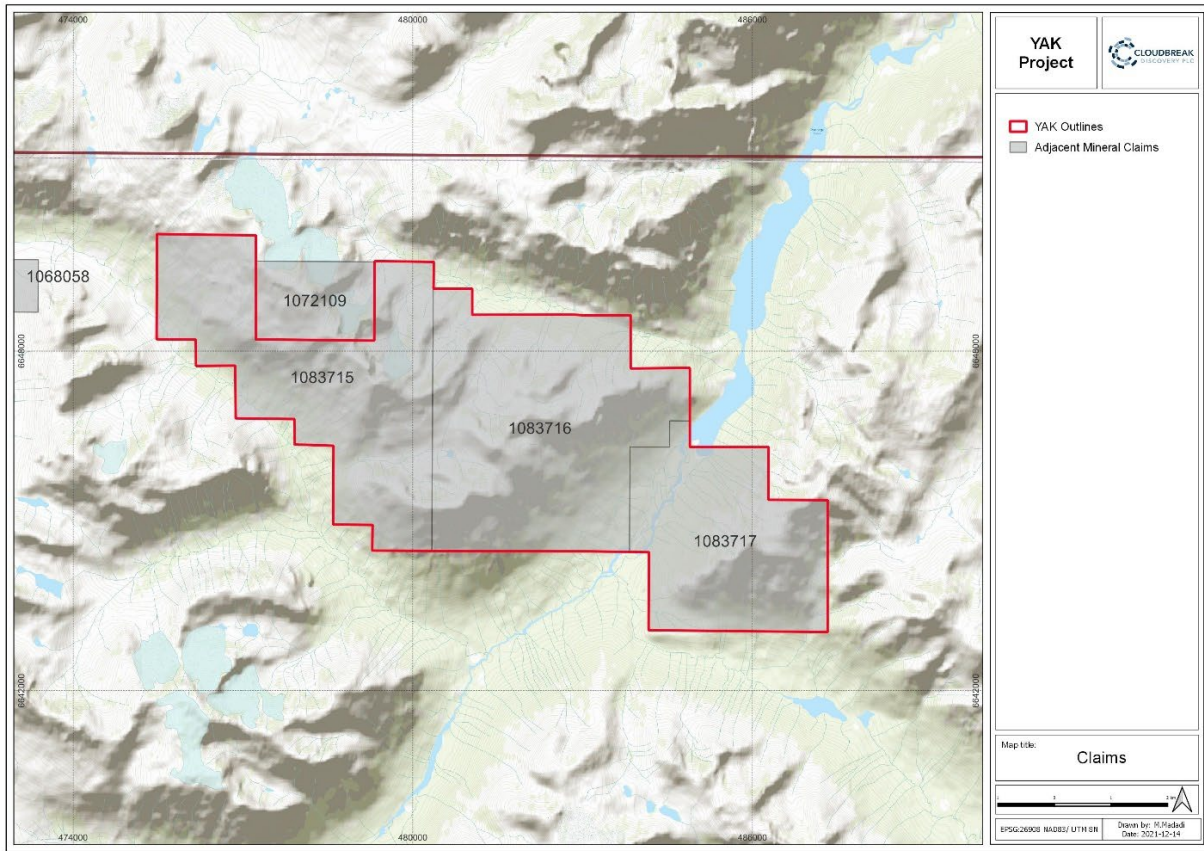 474000
480000
486000
YAK
Project
CLOUDBREAK
DISCOVERY PLC
YAK Outlines
Adjacent Mineral Claims
1068058
1072109
6648000
6648000
1083715
1083716
1083717
6642000
6642000
Map title:
Claims
474000
480000
486000
EPSG:26908 NAD83/ UTM 8N
Drawn by: M.Madadi
Date: 2021-12-14